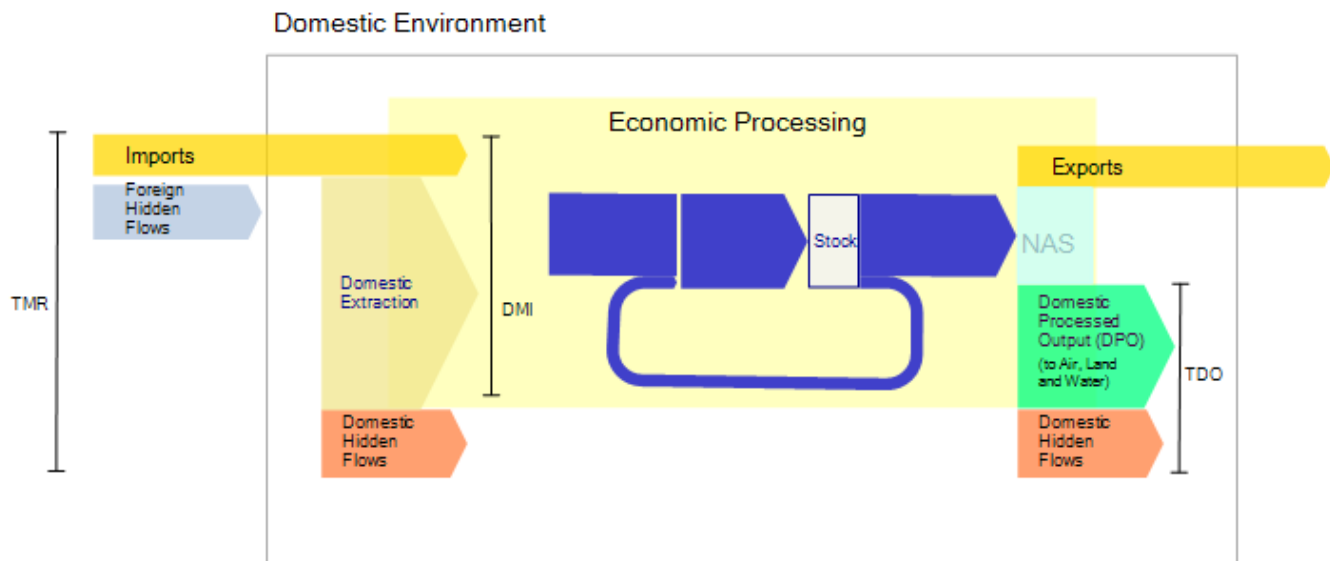 Domestic Environment
Economic Processing
Imports
Foreign
Hidden
Flows
TMR
Domestic
Extraction
DMI
Domestic
Hidden
Flows
Stock
Exports
NAS
Domestic
Processed
Output (DPO)
(to Air, Land
and Water)
TDO
Domestic
Hidden
Flows